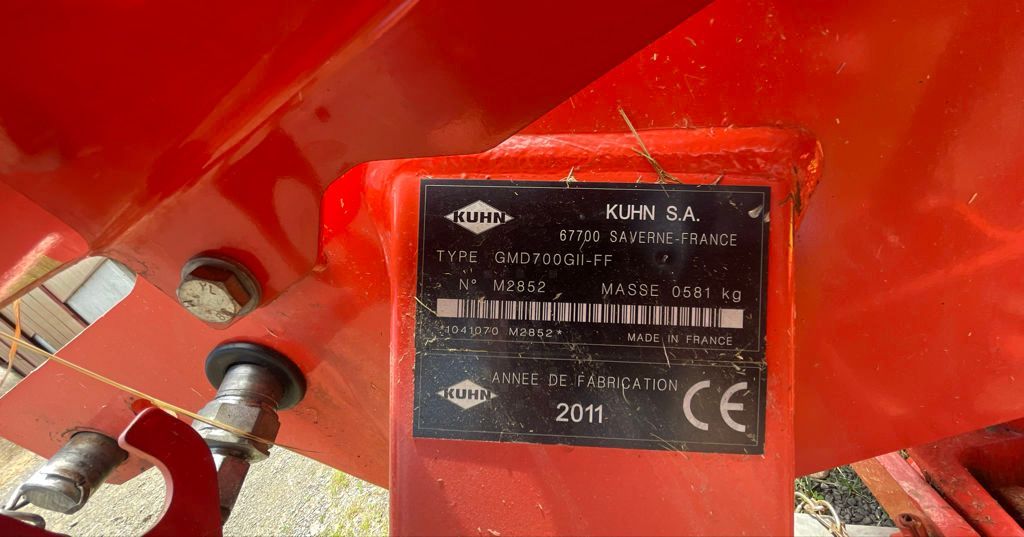 KUHN KUHN S.A.
67700 SAVERNE-FRANCE
TYPE GMD700GII-FF
N° M2852 MASSE 0581 kg
*1041070 M2852* MADE IN FRANCE
KUHN ANNEE DE FABRICATION
2011 CE